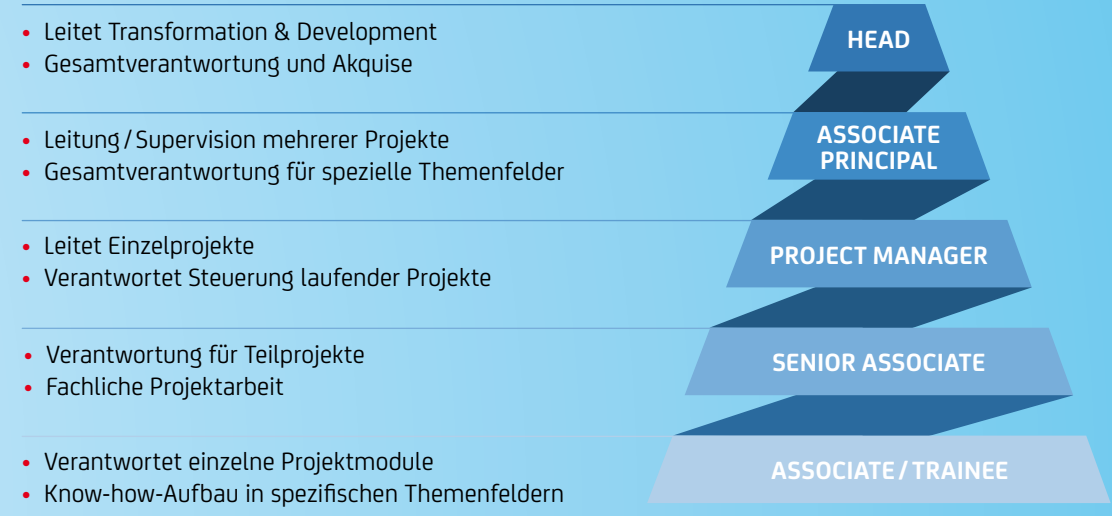 • Leitet Transformation & Development
• Gesamtverantwortung und Akquise
HEAD
• Leitung / Supervision mehrerer Projekte
• Gesamtverantwortung für spezielle Themenfelder
ASSOCIATE
PRINCIPAL
• Leitet Einzelprojekte
• Verantwortet Steuerung laufender Projekte
PROJECT MANAGER
• Verantwortung für Teilprojekte
• Fachliche Projektarbeit
SENIOR ASSOCIATE
• Verantwortet einzelne Projektmodule
• Know-how-Aufbau in spezifischen Themenfeldern
ASSOCIATE / TRAINEE